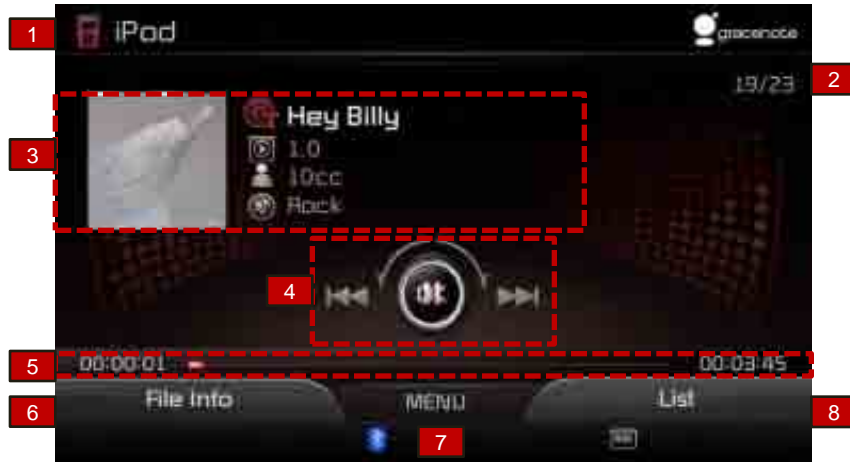 1
iPod
gracenote
19/23
2
3
Hey Billy
1.0
10cc
Rock
4
5
00:00:01
00:03:45
6
File Info
MENU
List
7
8